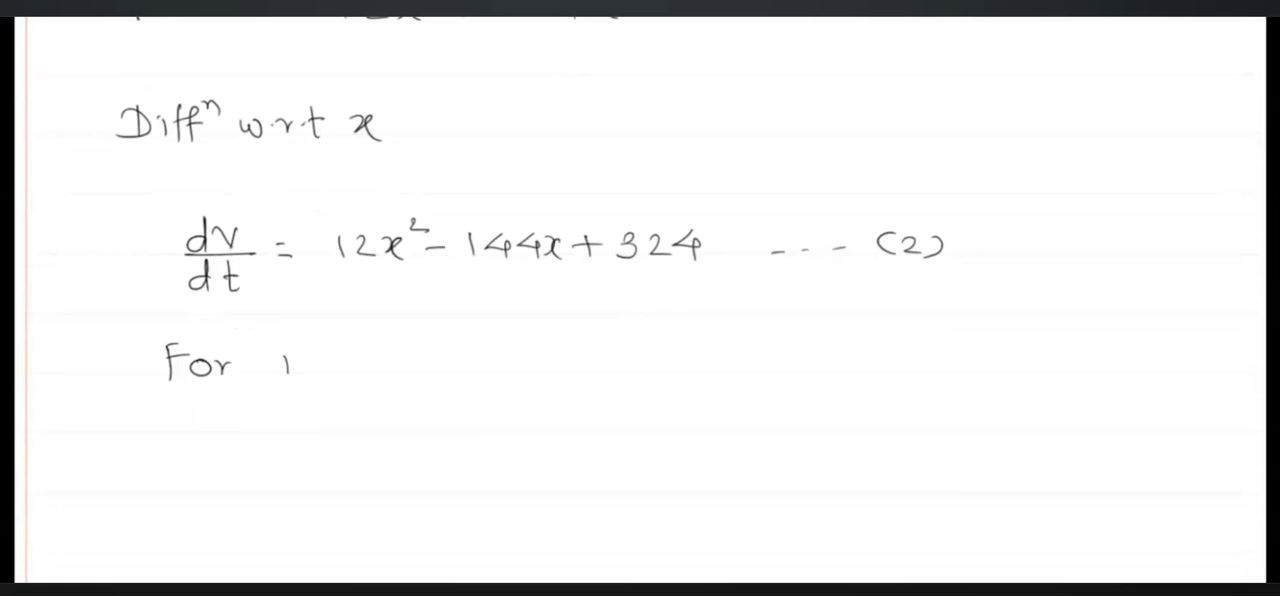 Diffⁿ w.r.t x
dv/dt = 12x² - 144x + 324 --- (2)
For